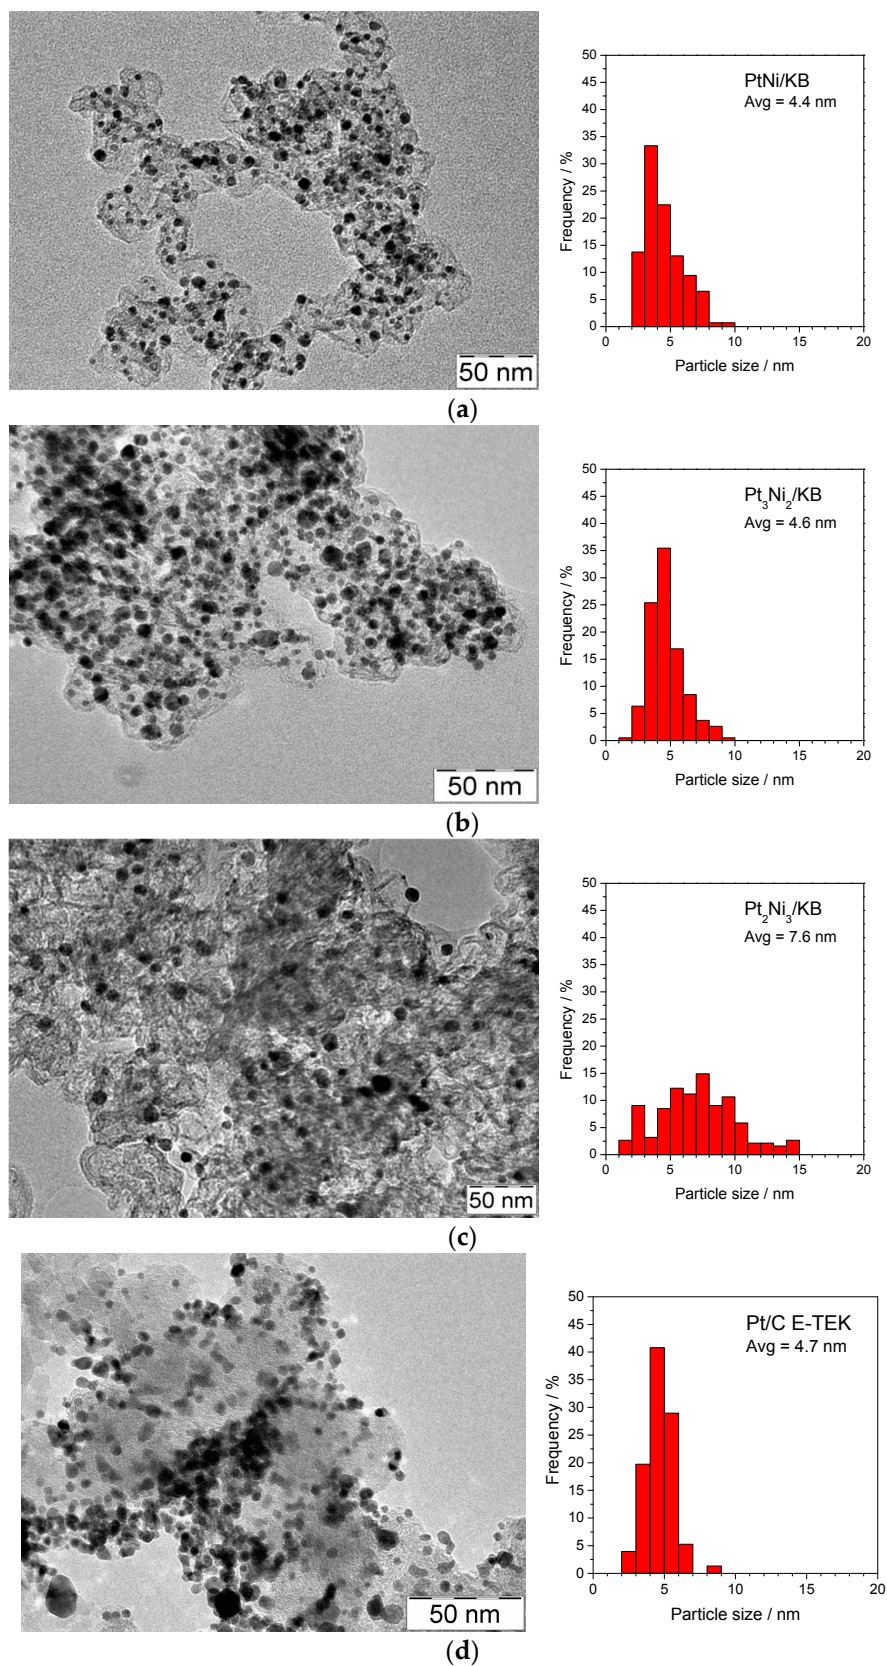 50 nm
50
45
40
35
30
25
20
15
10
5
0
0 5 10 15 20
Frequency / %
Particle size / nm
PtNi/KB
Avg = 4.4 nm
(a)
50 nm
50
45
40
35
30
25
20
15
10
5
0
0 5 10 15 20
Frequency / %
Particle size / nm
Pt3Ni2/KB
Avg = 4.6 nm
(b)
50 nm
50
45
40
35
30
25
20
15
10
5
0
0 5 10 15 20
Frequency / %
Particle size / nm
Pt2Ni3/KB
Avg = 7.6 nm
(c)
50 nm
50
45
40
35
30
25
20
15
10
5
0
0 5 10 15 20
Frequency / %
Particle size / nm
Pt/C E-TEK
Avg = 4.7 nm
(d)